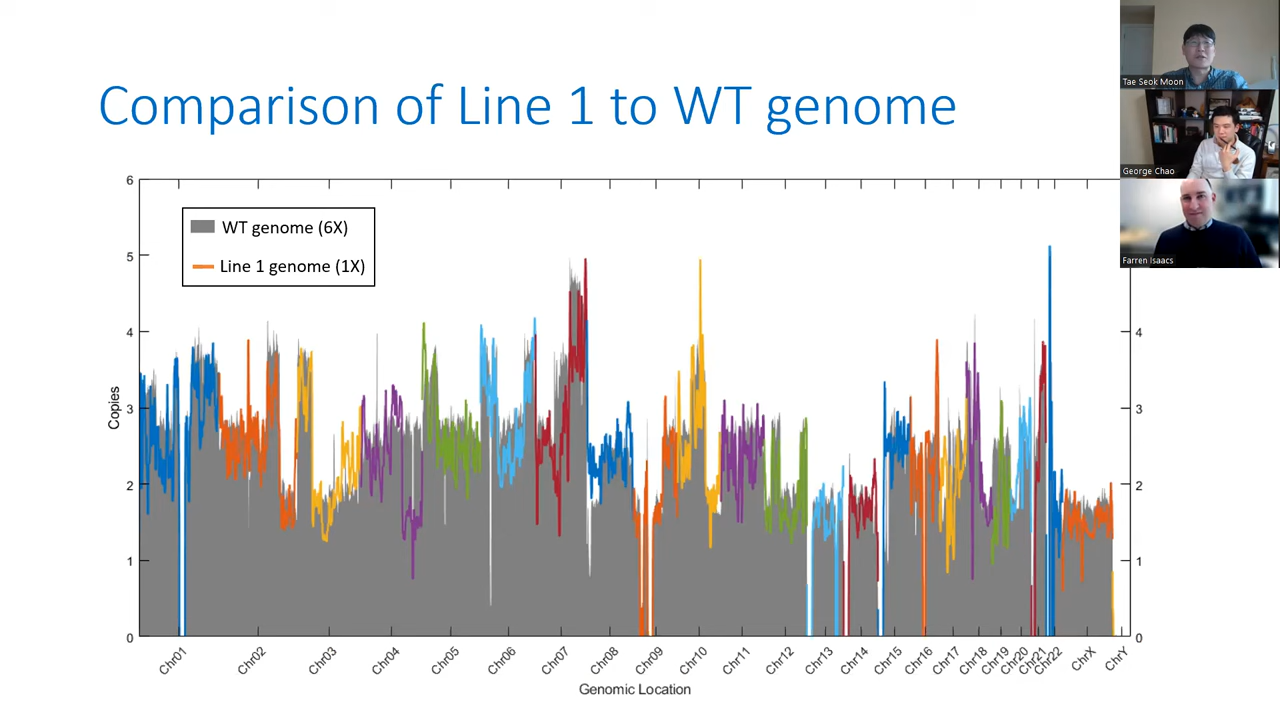 Comparison of Line 1 to WT genome
Tae Seok Moon
George Chao
Farren Isaacs
WT genome (6X)
Line 1 genome (1X)
6
5
4
3
2
1
0
Copies
4
3
2
1
0
Chr01
Chr02
Chr03
Chr04
Chr05
Chr06
Chr07
Chr08
Chr09
Chr10
Chr11
Chr12
Chr13
Chr14
Chr15
Chr16
Chr17
Chr18
Chr19
Chr20
Chr21
Chr22
ChrX
ChrY
Genomic Location